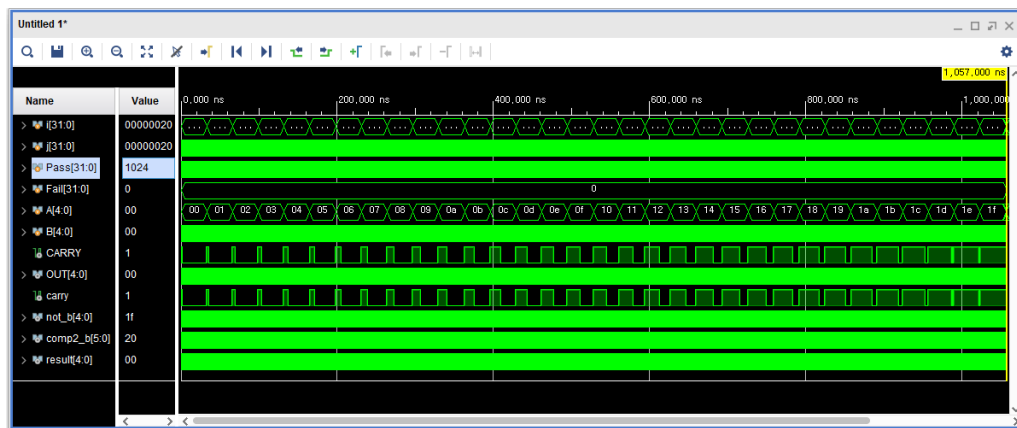 Untitled 1*
1,057,000 ns
Name Value 0,000 ns 200,000 ns 400,000 ns 600,000 ns 800,000 ns 1,000,000
i[31:0] 00000020 ... ... ... ... ... ... ... ... ... ... ... ... ... ... ... ... ... ... ... ... ... ... ... ... ... ... ... ... ... ... ... ...
j[31:0] 00000020
Pass[31:0] 1024
Fail[31:0] 0 0
A[4:0] 00 00 01 02 03 04 05 06 07 08 09 0a 0b 0c 0d 0e 0f 10 11 12 13 14 15 16 17 18 19 1a 1b 1c 1d 1e 1f
B[4:0] 00
CARRY 1
OUT[4:0] 00
carry 1
not_b[4:0] 1f
comp2_b[5:0] 20
result[4:0] 00